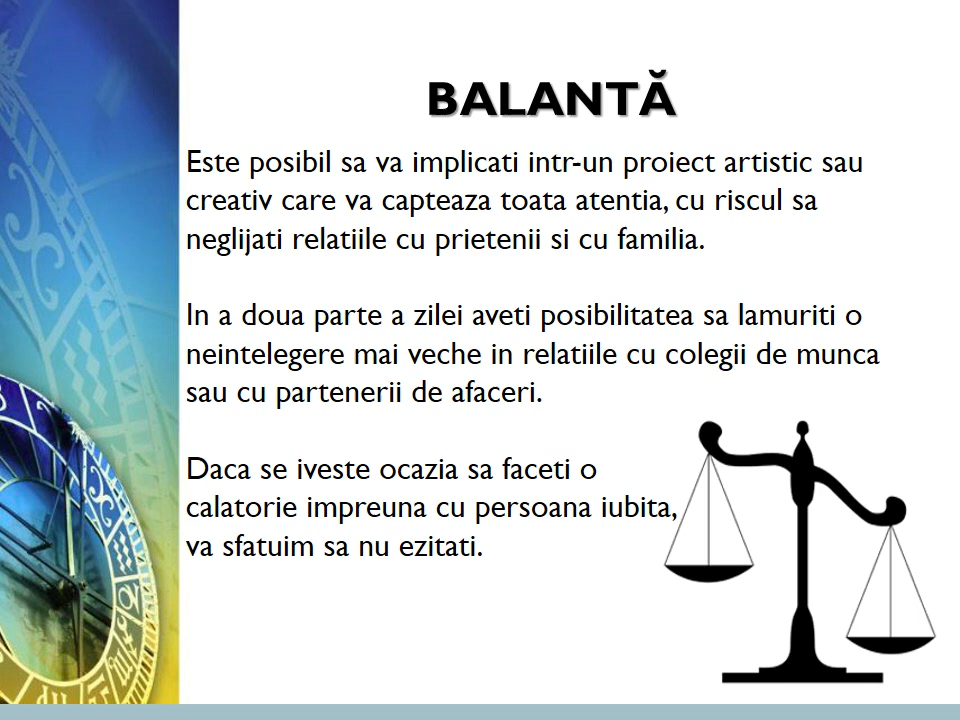 BALANTĂ
Este posibil sa va implicati intr-un proiect artistic sau
creativ care va capteaza toata atentia, cu riscul sa
neglijati relatiile cu prietenii si cu familia.
In a doua parte a zilei aveti posibilitatea sa lamuriti o
neintelegere mai veche in relatiile cu colegii de munca
sau cu partenerii de afaceri.
Daca se iveste ocazia sa faceti o
calatorie impreuna cu persoana iubita,
va sfatuim sa nu ezitati.